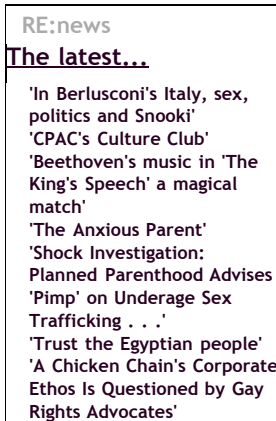 RE:news
The latest...
'In Berlusconi's Italy, sex,
politics and Snooki'
'CPAC's Culture Club'
'Beethoven's music in 'The
King's Speech' a magical
match'
'The Anxious Parent'
'Shock Investigation:
Planned Parenthood Advises
'Pimp' on Underage Sex
Trafficking . . .'
'Trust the Egyptian people'
'A Chicken Chain's Corporate
Ethos Is Questioned by Gay
Rights Advocates'